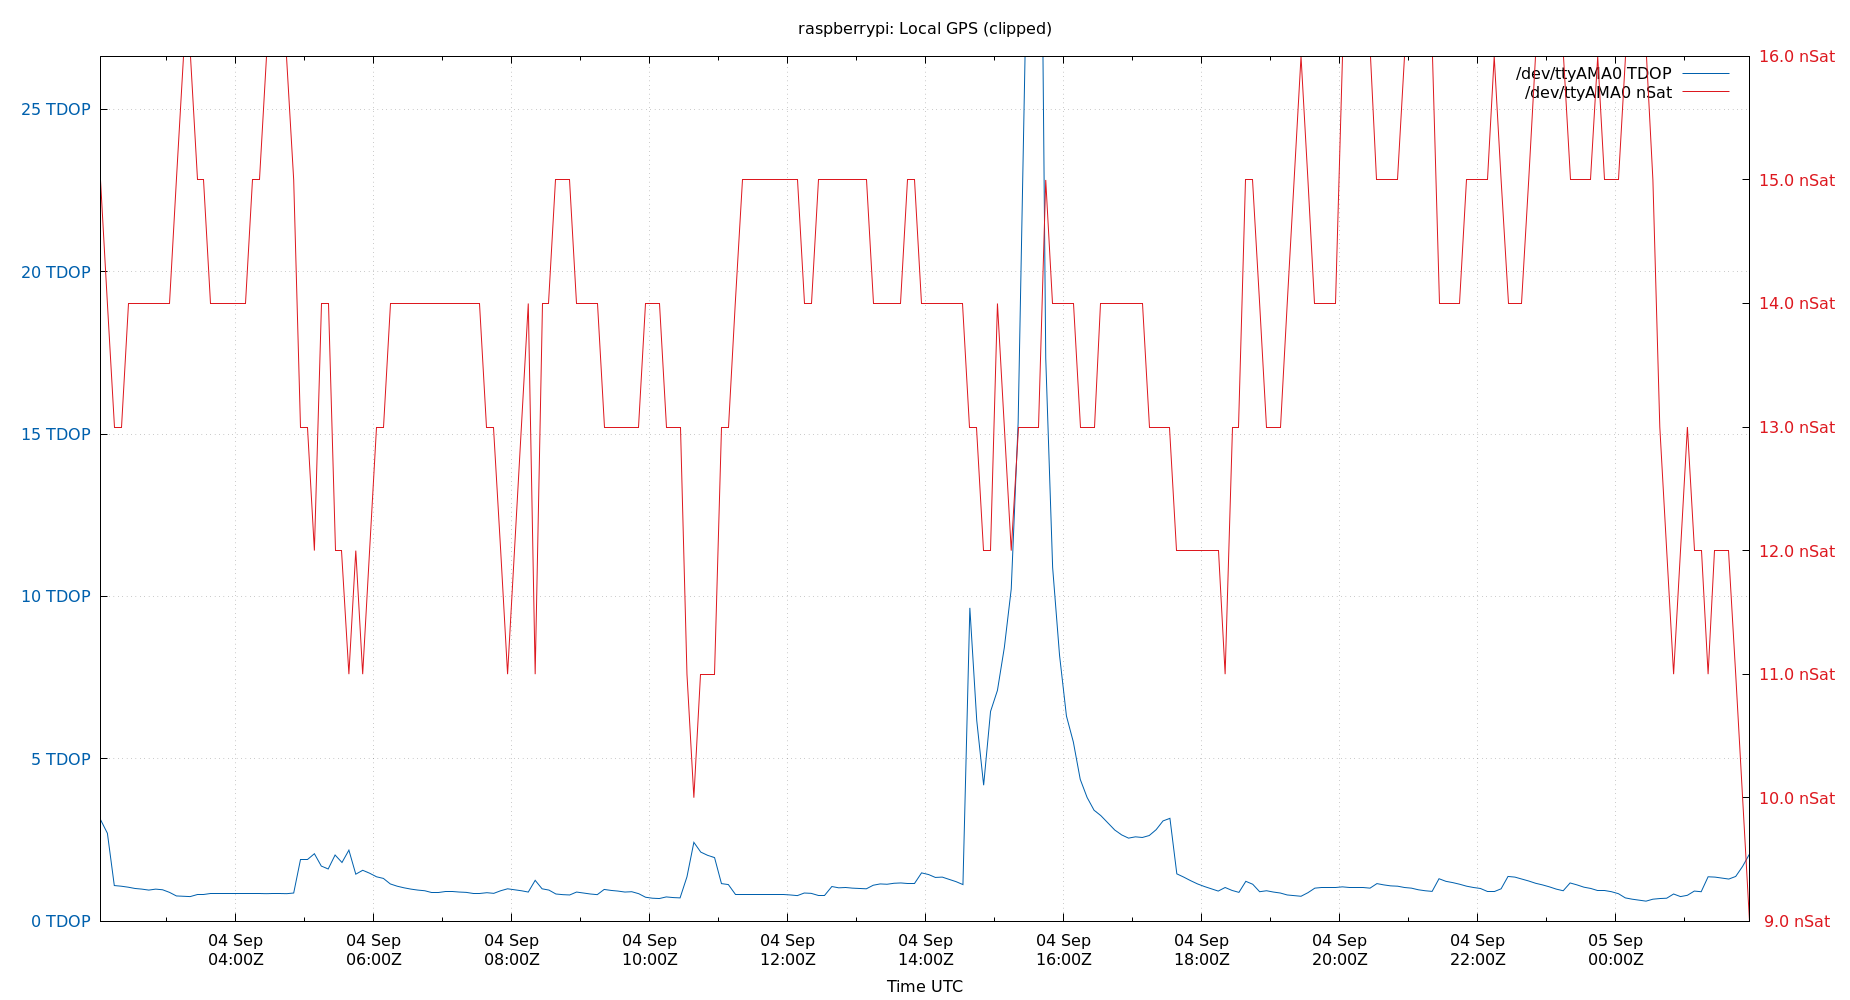 raspberrypi: Local GPS (clipped)
16.0 nSat
/dev/ttyAMA0 TDOP
/dev/ttyAMA0 nSat
25 TDOP
15.0 nSat
20 TDOP
14.0 nSat
15 TDOP
13.0 nSat
12.0 nSat
10 TDOP
11.0 nSat
5 TDOP
10.0 nSat
0 TDOP
9.0 nSat
04 Sep 04 Sep 04 Sep 04 Sep 04 Sep 04 Sep 04 Sep 04 Sep 04 Sep 04 Sep 05 Sep
04:00Z 06:00Z 08:00Z 10:00Z 12:00Z 14:00Z 16:00Z 18:00Z 20:00Z 22:00Z 00:00Z
Time UTC